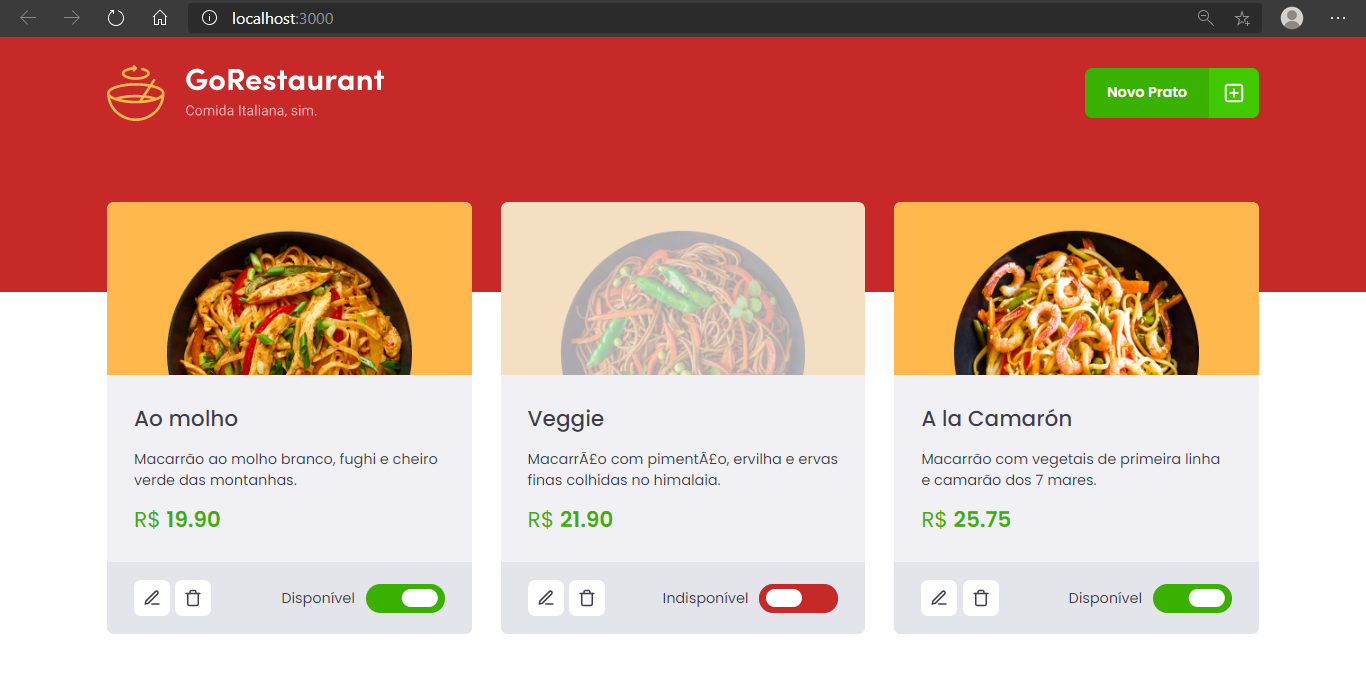 localhost:3000
GoRestaurant
Comida Italiana, sim.
Novo Prato
Ao molho
Macarrão ao molho branco, fughi e cheiro
verde das montanhas.
R$ 19.90
Disponível
Veggie
MacarrÃ£o com pimentÃ£o, ervilha e ervas
finas colhidas no himalaia.
R$ 21.90
Indisponível
A la Camarón
Macarrão com vegetais de primeira linha
e camarão dos 7 mares.
R$ 25.75
Disponível